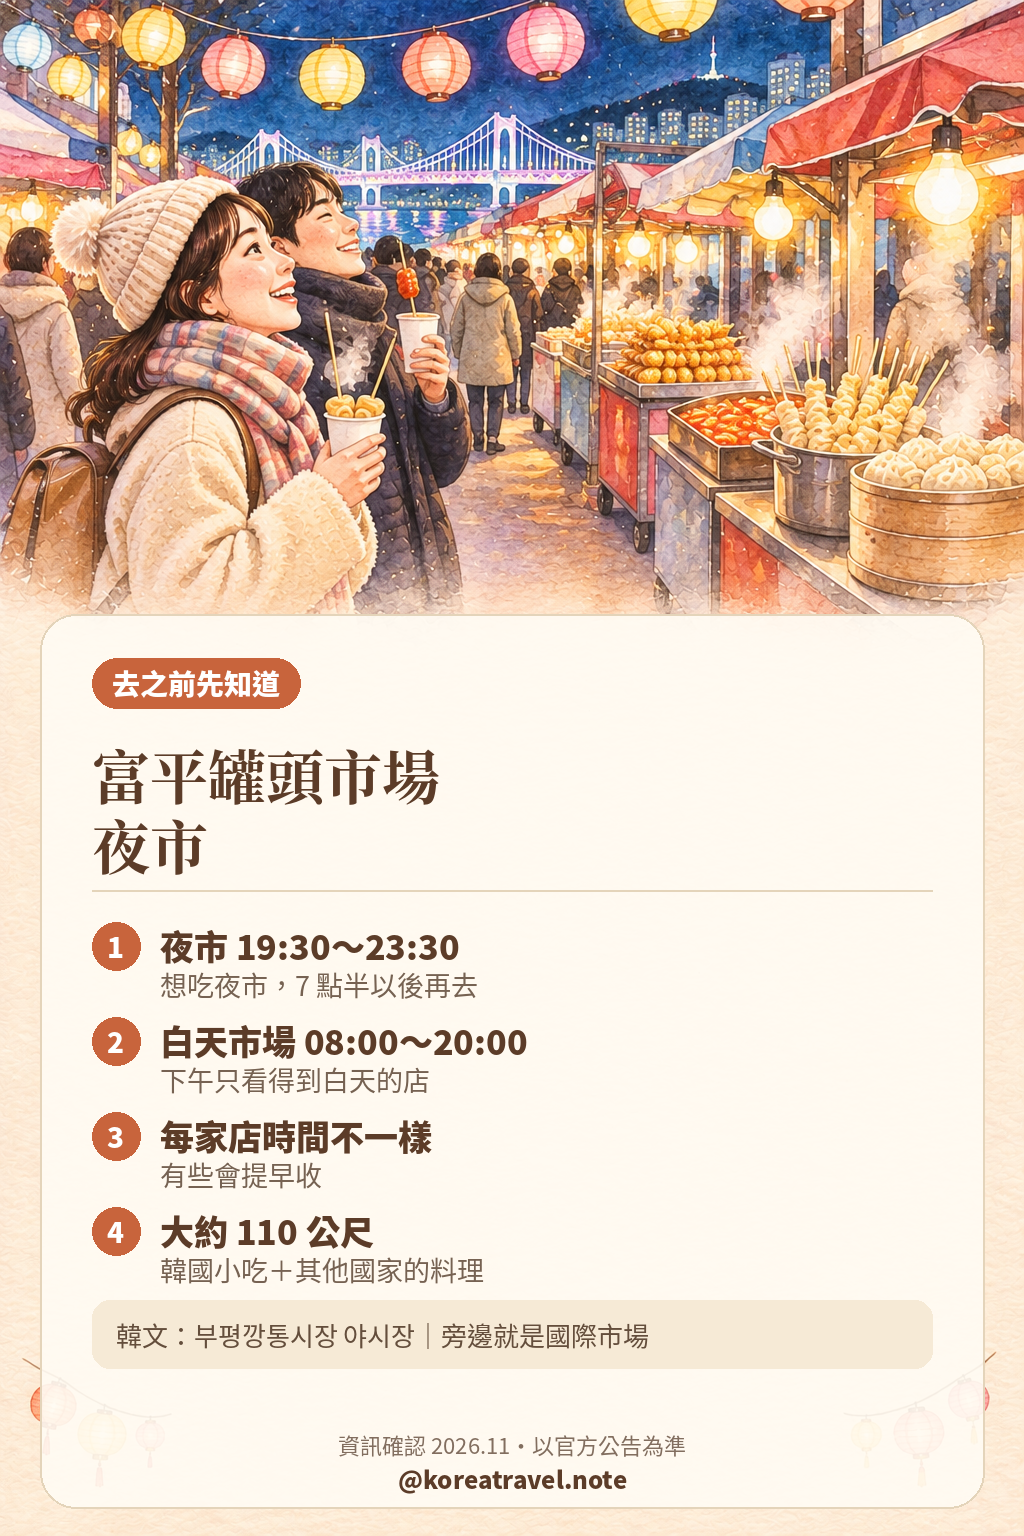 去之前先知道
富平罐頭市場
夜市
1 夜市 19:30～23:30
想吃夜市，7 點半以後再去
2 白天市場 08:00～20:00
下午只看得到白天的店
3 每家店時間不一樣
有些會提早收
4 大約 110 公尺
韓國小吃＋其他國家的料理
韓文：부평깡통시장 야시장｜旁邊就是國際市場
資訊確認 2026.11・以官方公告為準
@koreatravel.note